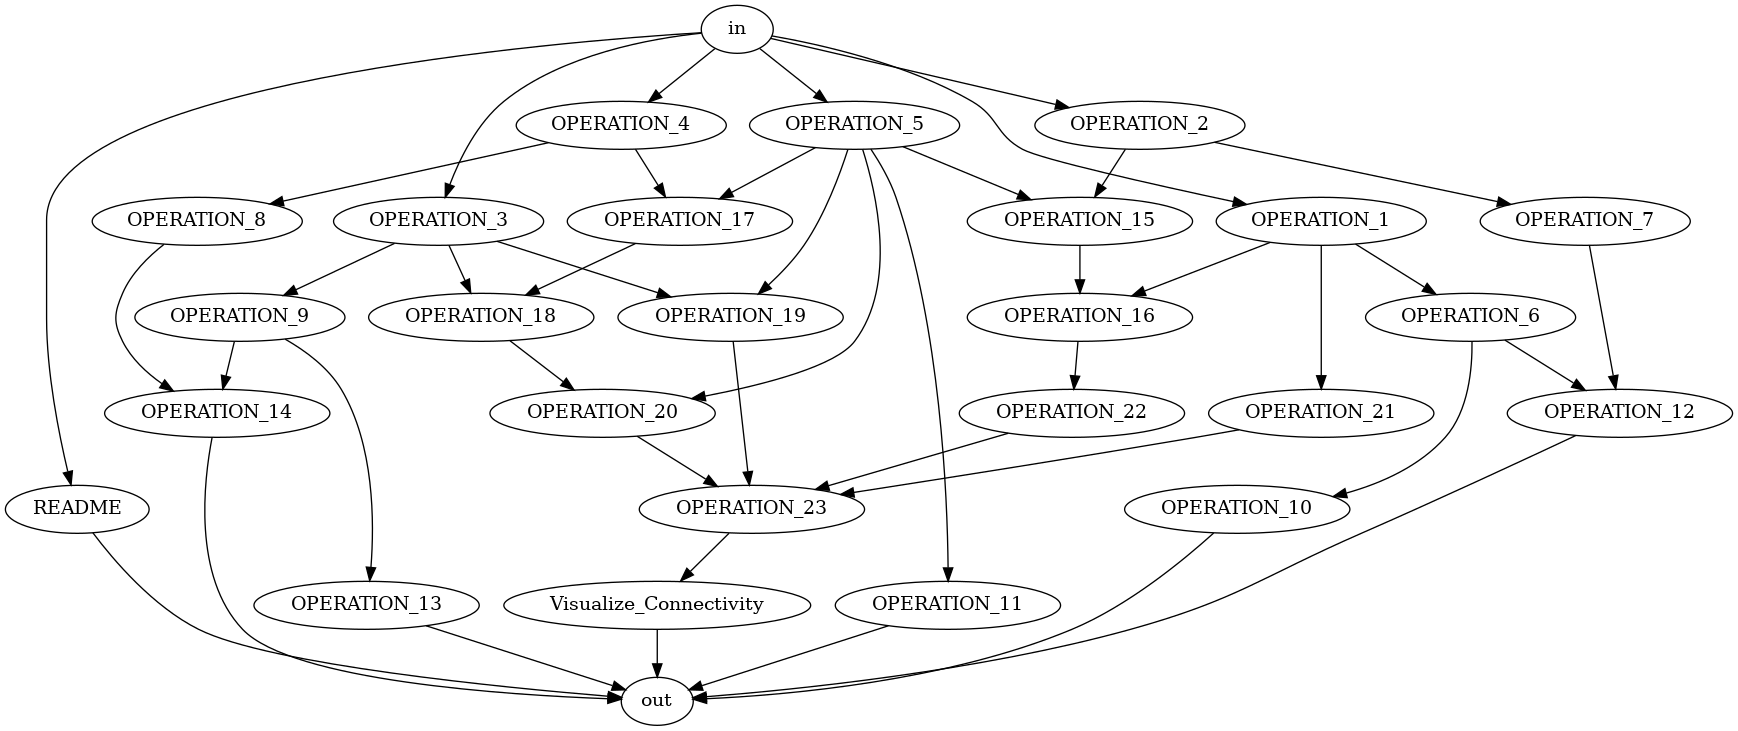 in
OPERATION_4
OPERATION_5
OPERATION_2
OPERATION_8
OPERATION_3
OPERATION_17
OPERATION_15
OPERATION_1
OPERATION_7
OPERATION_9
OPERATION_18
OPERATION_19
OPERATION_16
OPERATION_6
OPERATION_14
OPERATION_20
OPERATION_22
OPERATION_21
OPERATION_12
README
OPERATION_23
OPERATION_10
OPERATION_13
Visualize_Connectivity
OPERATION_11
out